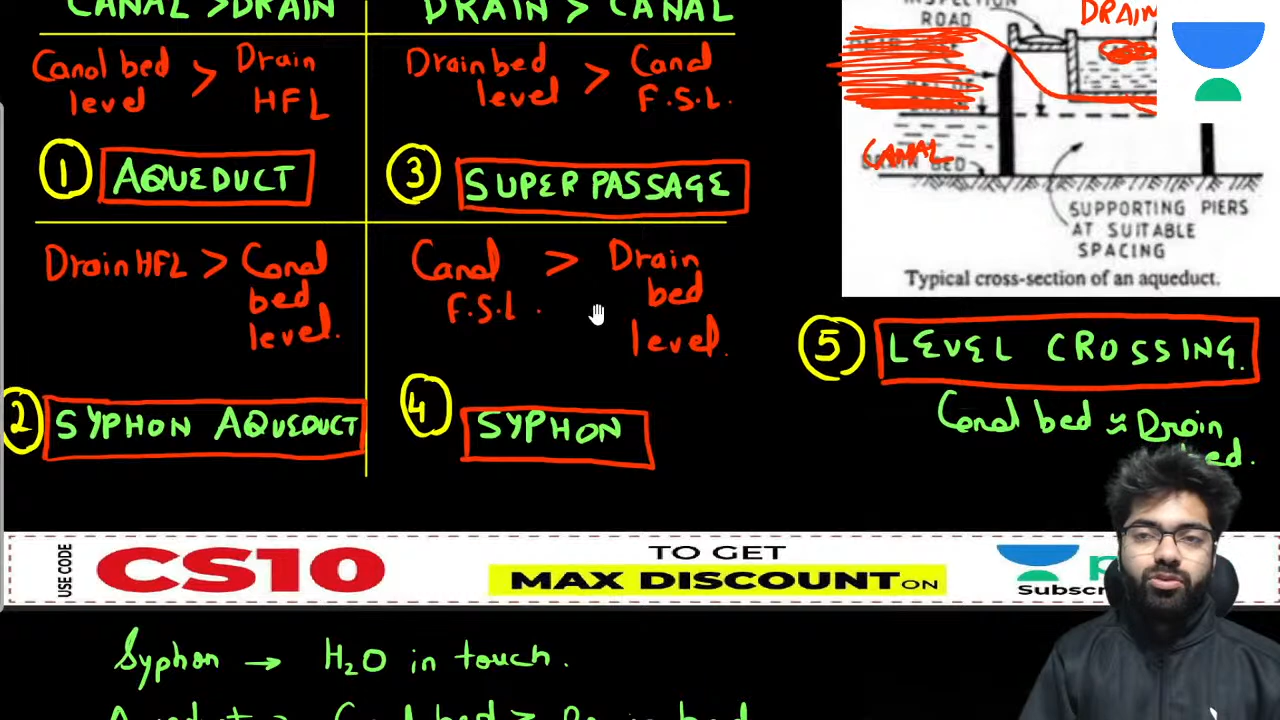 CANAL > DRAIN
DRAIN > CANAL
Canal bed level > Drain HFL
Drain bed level > Canal F.S.L.
1 AQUEDUCT
3 SUPER PASSAGE
Drain HFL > Canal bed level.
Canal F.S.L. > Drain bed level.
2 SYPHON AQUEDUCT
4 SYPHON
INSPECTION
ROAD
DRAIN
CANAL
BED
SUPPORTING PIERS
AT SUITABLE
SPACING
Typical cross-section of an aqueduct.
5 LEVEL CROSSING.
Canal bed ≈ Drain
bed.
USE CODE
CS10
TO GET
MAX DISCOUNT ON
Syphon → H2O in touch.